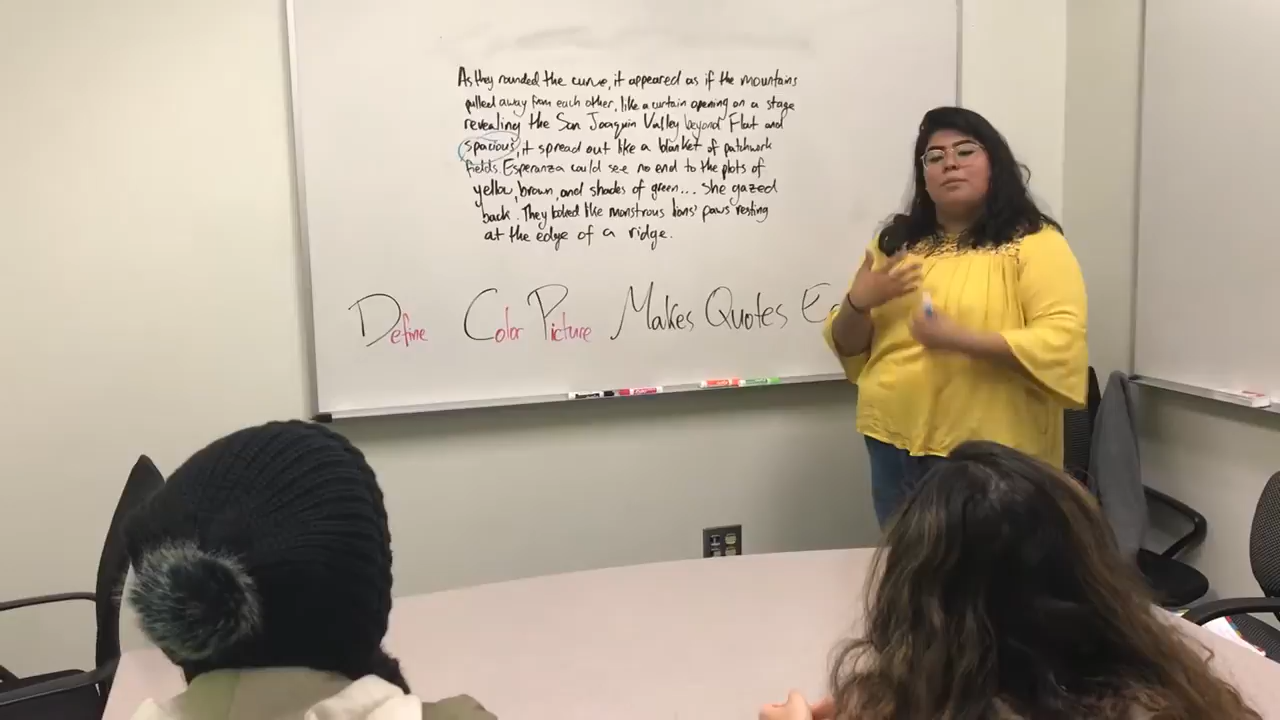 As they rounded the curve, it appeared as if the mountains
pulled away from each other, like a curtain opening on a stage
revealing the San Joaquin Valley beyond Flat and
spacious, it spread out like a blanket of patchwork
fields. Esperanza could see no end to the plots of
yellow, brown, and shades of green... She gazed
back. They looked like monstrous lions' paws resting
at the edge of a ridge.
Define Color Picture Makes Quotes